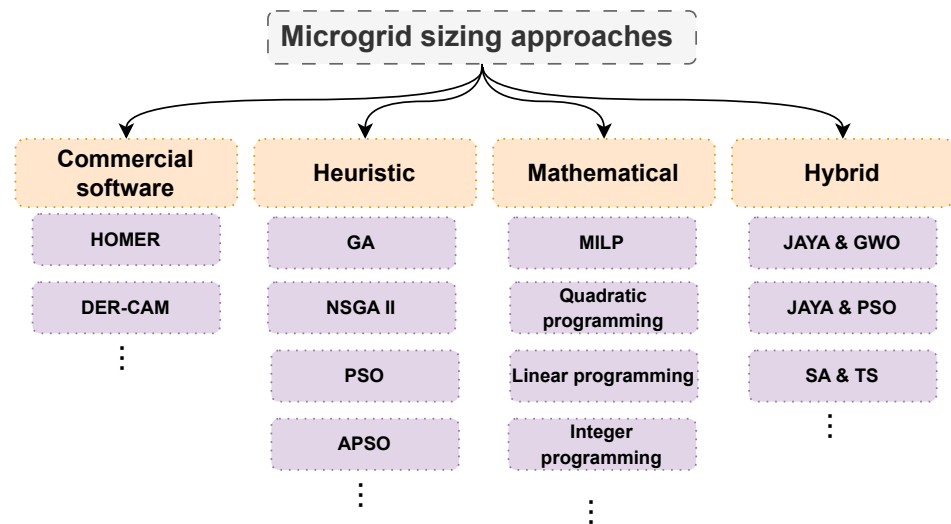 Microgrid sizing approaches
Commercial
software
HOMER
DER-CAM
Heuristic
GA
NSGA II
PSO
APSO
Mathematical
MILP
Quadratic
programming
Linear programming
Integer
programming
Hybrid
JAYA & GWO
JAYA & PSO
SA & TS